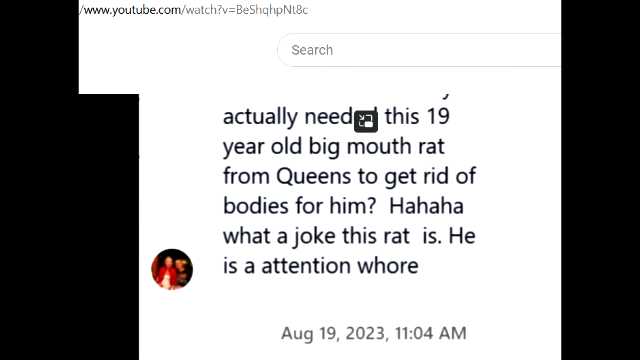 /www.youtube.com/watch?v=BeShqhpNt8c
Search
actually need this 19
year old big mouth rat
from Queens to get rid of
bodies for him? Hahaha
what a joke this rat is. He
is a attention whore
Aug 19, 2023, 11:04 AM